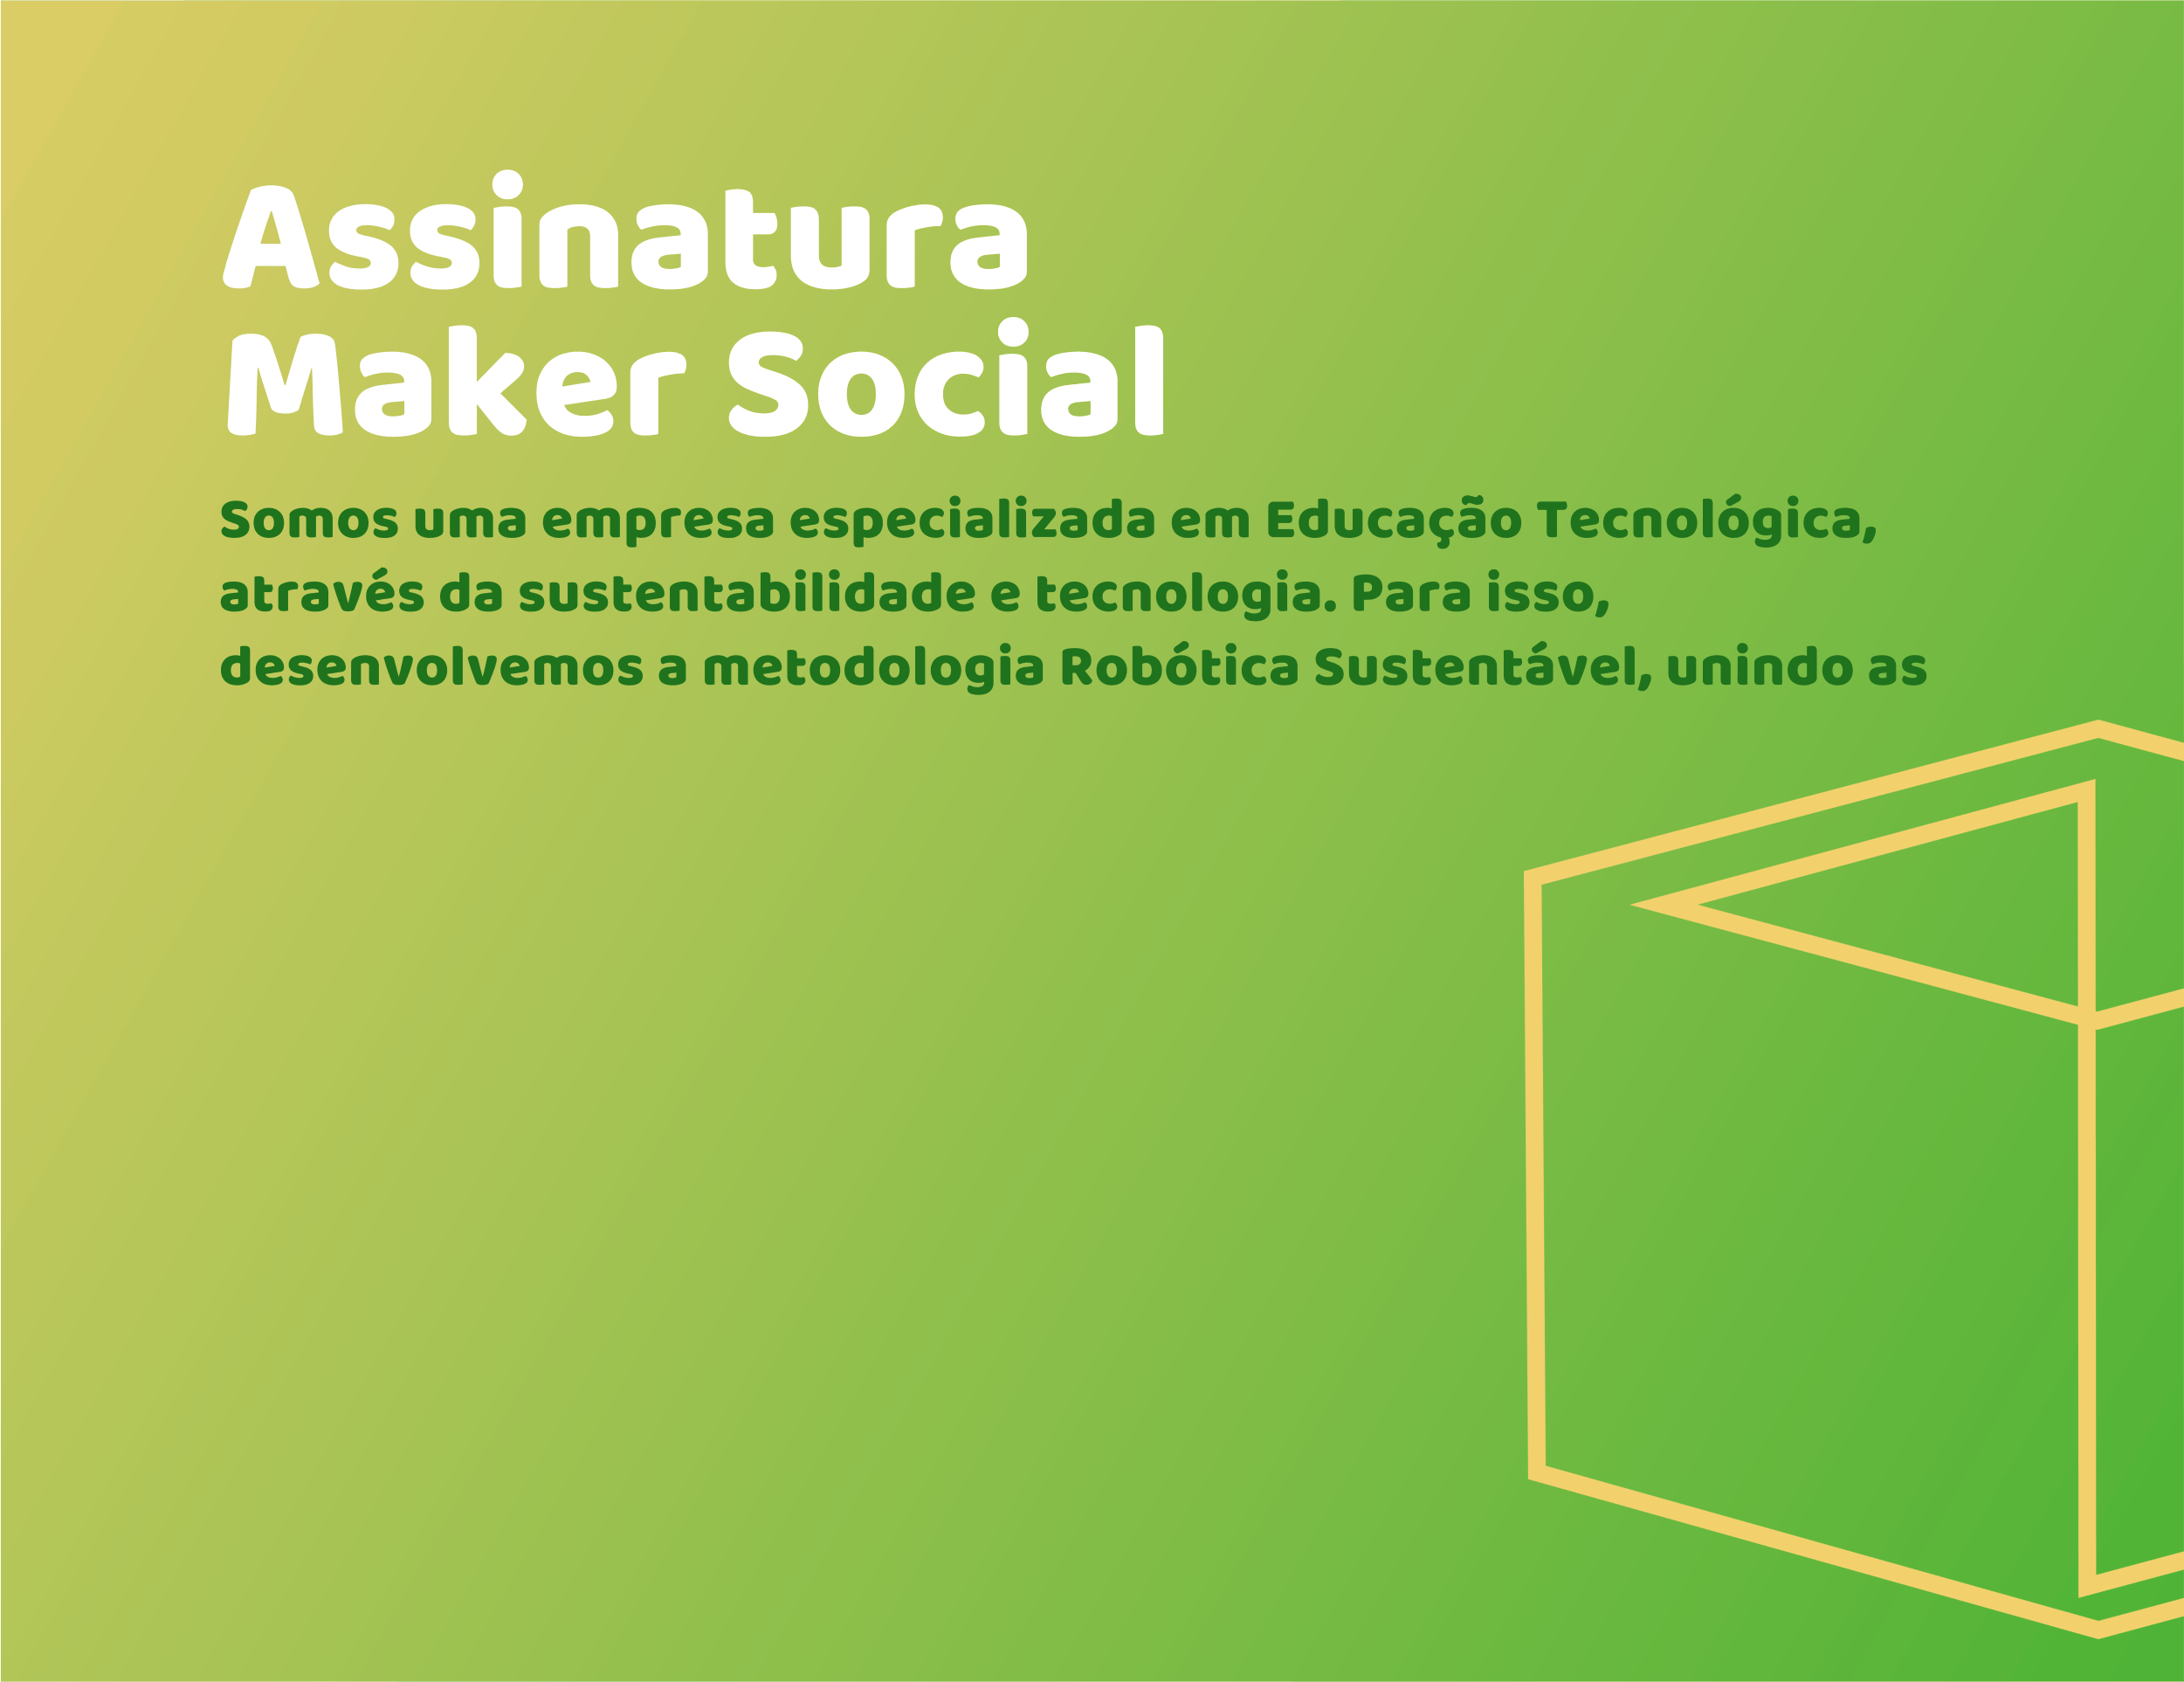 Assinatura
Maker Social
Somos uma empresa especializada em Educação Tecnológica,
através da sustentabilidade e tecnologia. Para isso,
desenvolvemos a metodologia Robótica Sustentável, unindo as